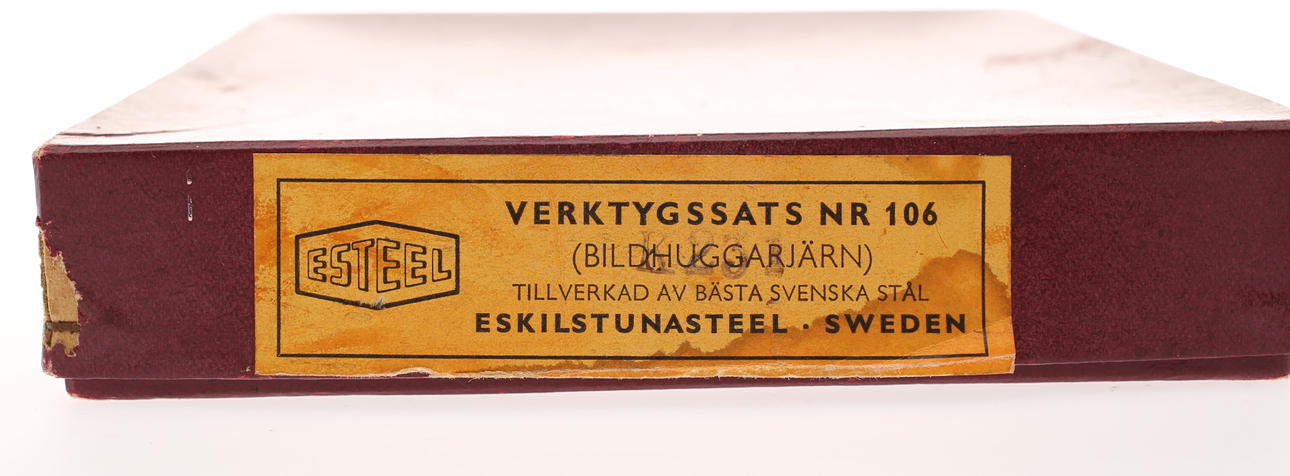 ESTEEL
VERKTYGSSATS NR 106
(BILDHUGGARJÄRN)
TILLVERKAD AV BÄSTA SVENSKA STÅL
ESKILSTUNASTEEL · SWEDEN